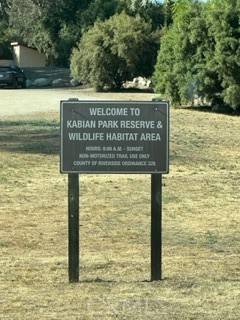 WELCOME TO
KABIAN PARK RESERVE &
WILDLIFE HABITAT AREA
HOURS: 8:00 A.M. - SUNSET
NON-MOTORIZED TRAIL USE ONLY
COUNTY OF RIVERSIDE ORDINANCE 328